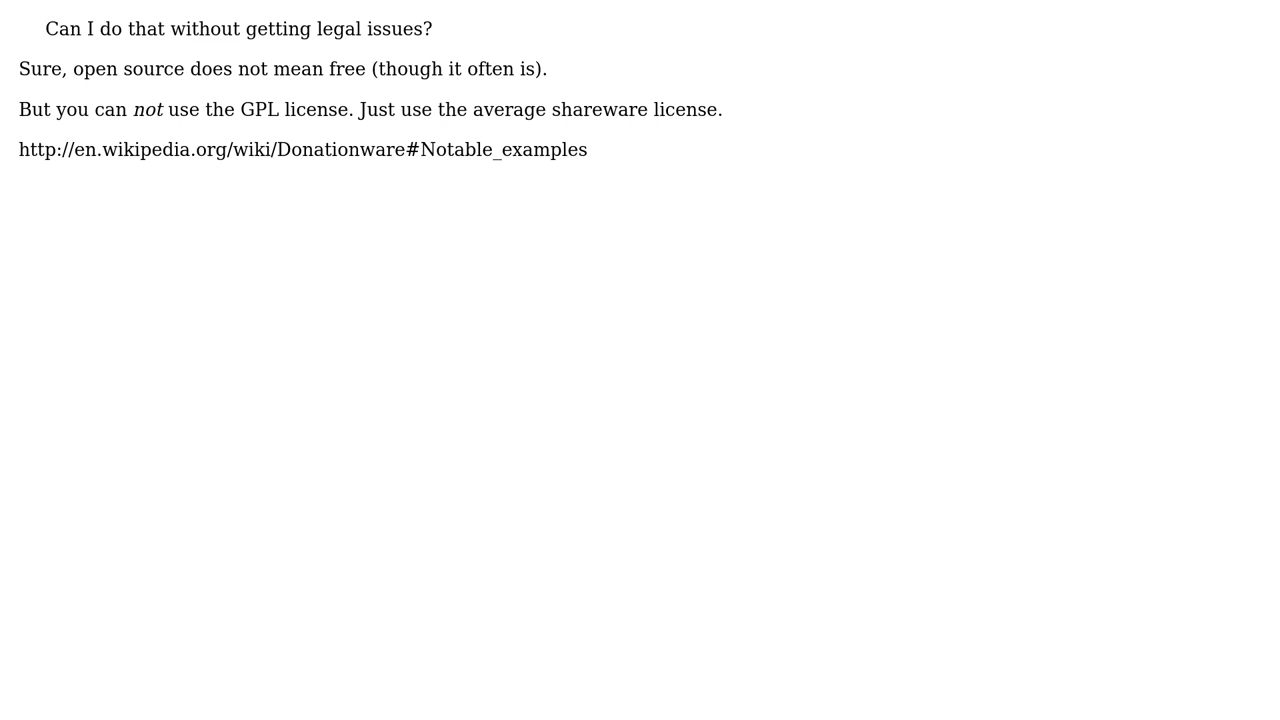 Can I do that without getting legal issues?
Sure, open source does not mean free (though it often is).
But you can not use the GPL license. Just use the average shareware license.
http://en.wikipedia.org/wiki/Donationware#Notable_examples